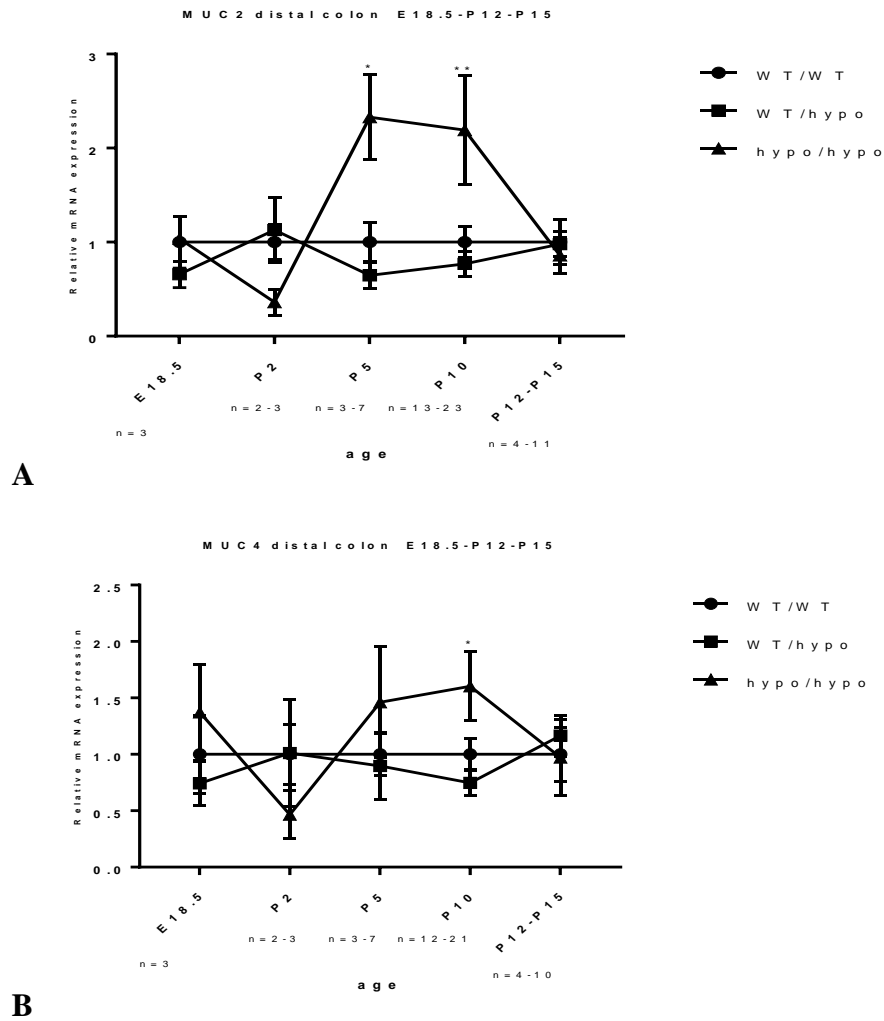 MUC2 distal colon E18.5-P12-P15
3
2
1
0
Relative mRNA expression
*
**
WT/WT
WT/hypo
hypo/hypo
E18.5
P2
P5
P10
P12-P15
n=3
n=2-3
n=3-7
n=13-23
n=4-11
age
A
MUC4 distal colon E18.5-P12-P15
2.5
2.0
1.5
1.0
0.5
0.0
Relative mRNA expression
*
WT/WT
WT/hypo
hypo/hypo
E18.5
P2
P5
P10
P12-P15
n=3
n=2-3
n=3-7
n=12-21
n=4-10
age
B